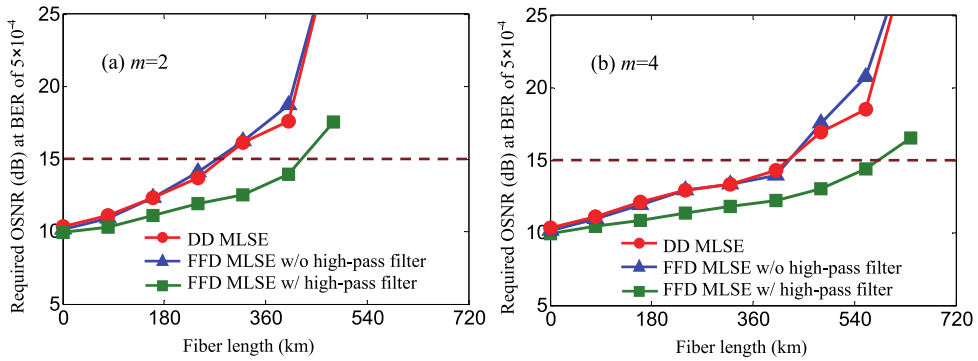 Required OSNR (dB) at BER of 5×10-4
25
20
15
10
5
(a) m=2
DD MLSE
FFD MLSE w/o high-pass filter
FFD MLSE w/ high-pass filter
0 180 360 540 720
Fiber length (km)
Required OSNR (dB) at BER of 5×10-4
25
20
15
10
5
(b) m=4
DD MLSE
FFD MLSE w/o high-pass filter
FFD MLSE w/ high-pass filter
0 180 360 540 720
Fiber length (km)